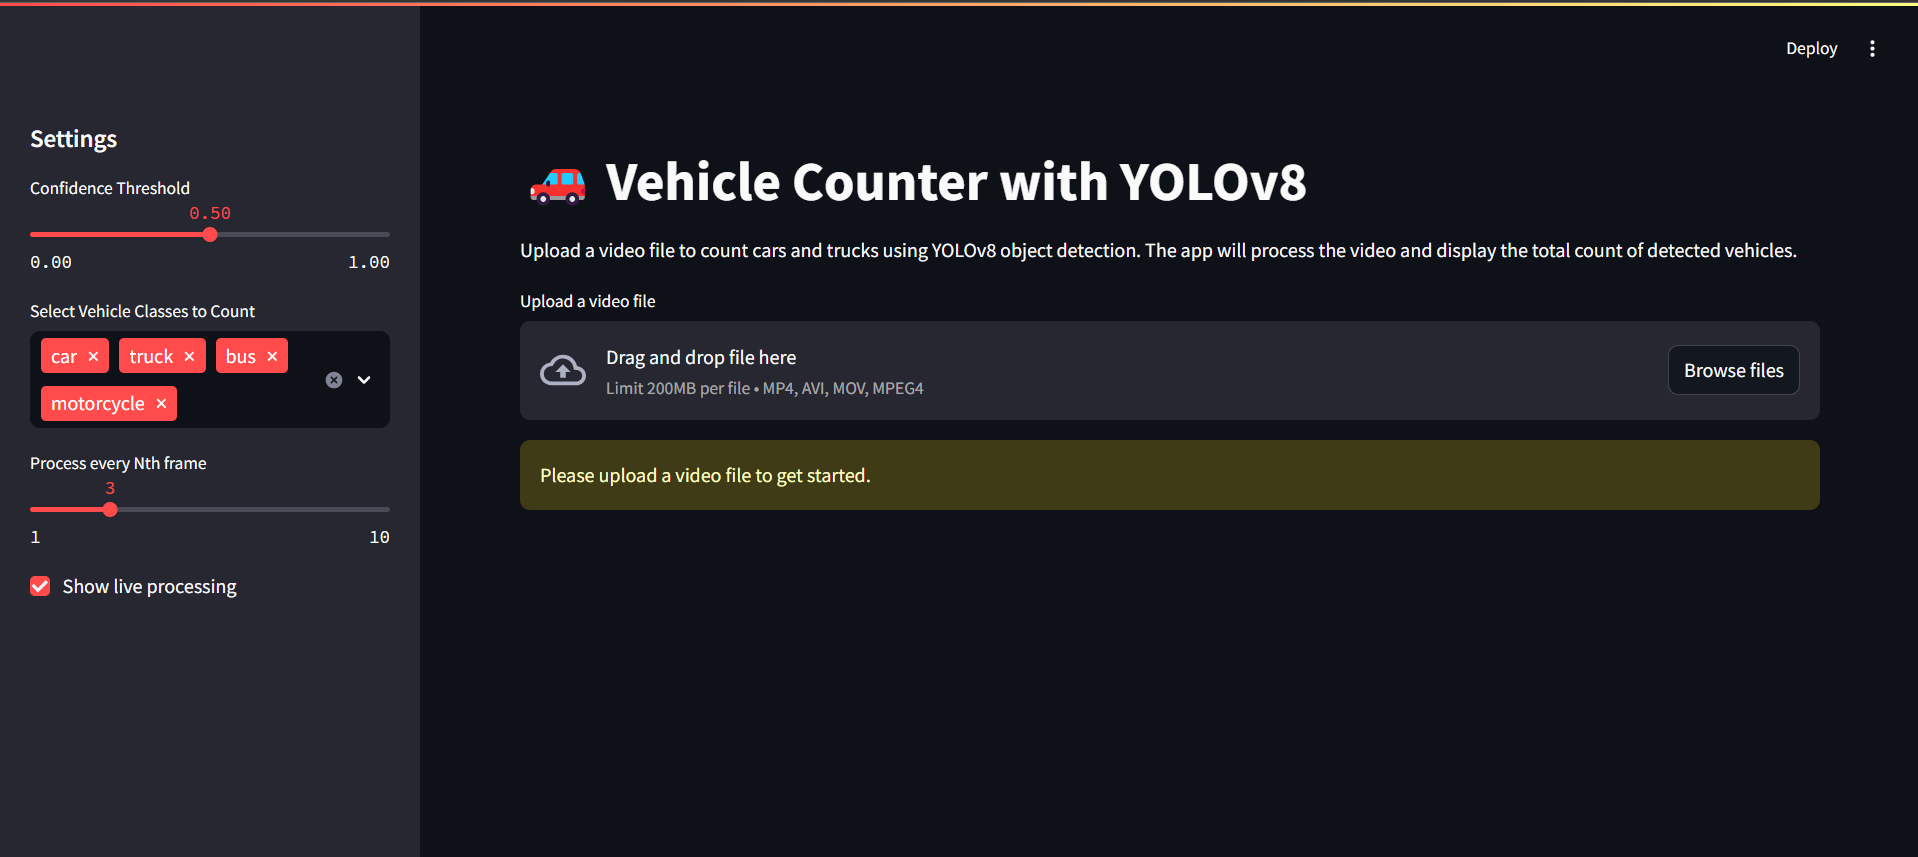 Deploy
Settings
Confidence Threshold
0.50
0.00 1.00
Select Vehicle Classes to Count
car truck bus
motorcycle
Process every Nth frame
3
1 10
Show live processing
Vehicle Counter with YOLOv8
Upload a video file to count cars and trucks using YOLOv8 object detection. The app will process the video and display the total count of detected vehicles.
Upload a video file
Drag and drop file here
Limit 200MB per file • MP4, AVI, MOV, MPEG4
Browse files
Please upload a video file to get started.